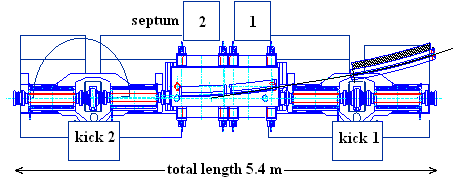 septum 2 1
kick 2 kick 1
total length 5.4 m